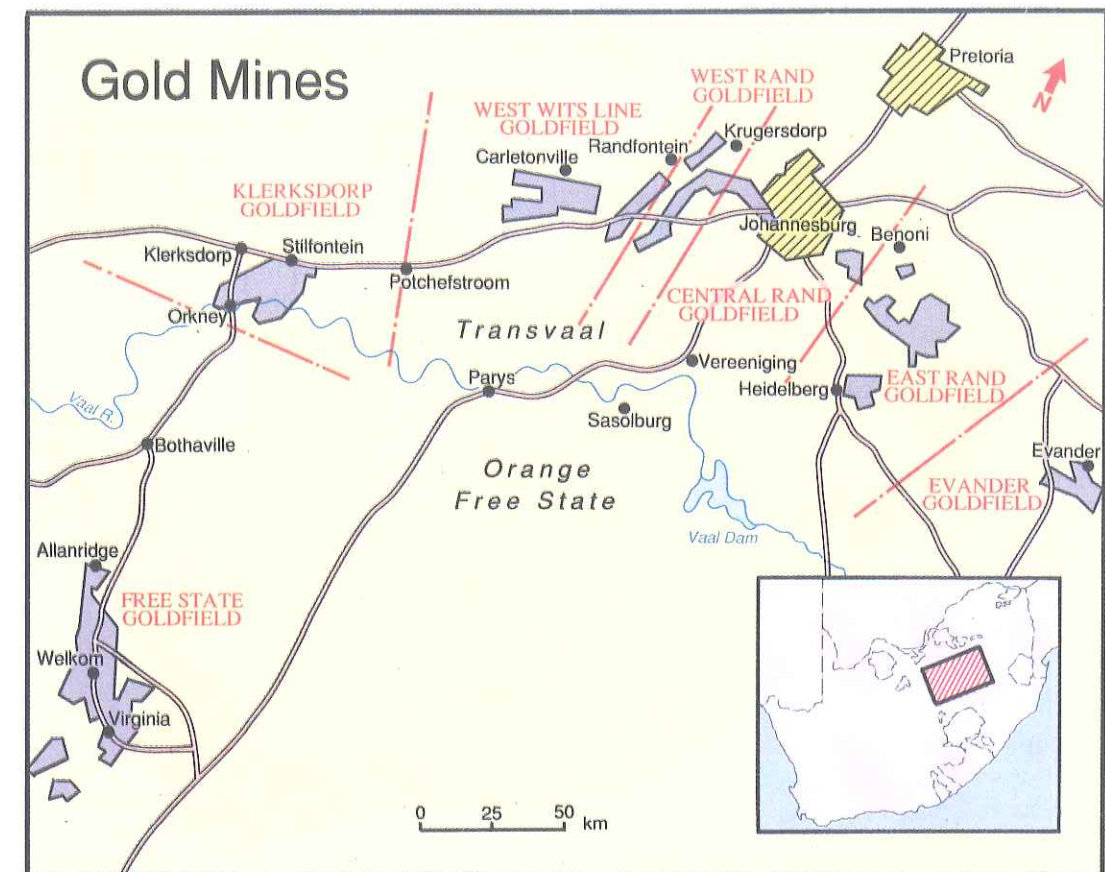 Gold Mines
Pretoria
N
WEST RAND
GOLDFIELD
WEST WITS LINE
GOLDFIELD
Krugersdorp
Randfontein
Carletonville
KLERKSDORP
GOLDFIELD
Johannesburg
Benoni
Klerksdorp
Stilfontein
Potchefstroom
Orkney
CENTRAL RAND
GOLDFIELD
Transvaal
Vereeniging
Parys
Heidelberg
EAST RAND
GOLDFIELD
Vaal R.
Sasolburg
Bothaville
Evander
Orange
Free State
EVANDER
GOLDFIELD
Vaal Dam
Allanridge
FREE STATE
GOLDFIELD
Welkom
Virginia
0 25 50
km